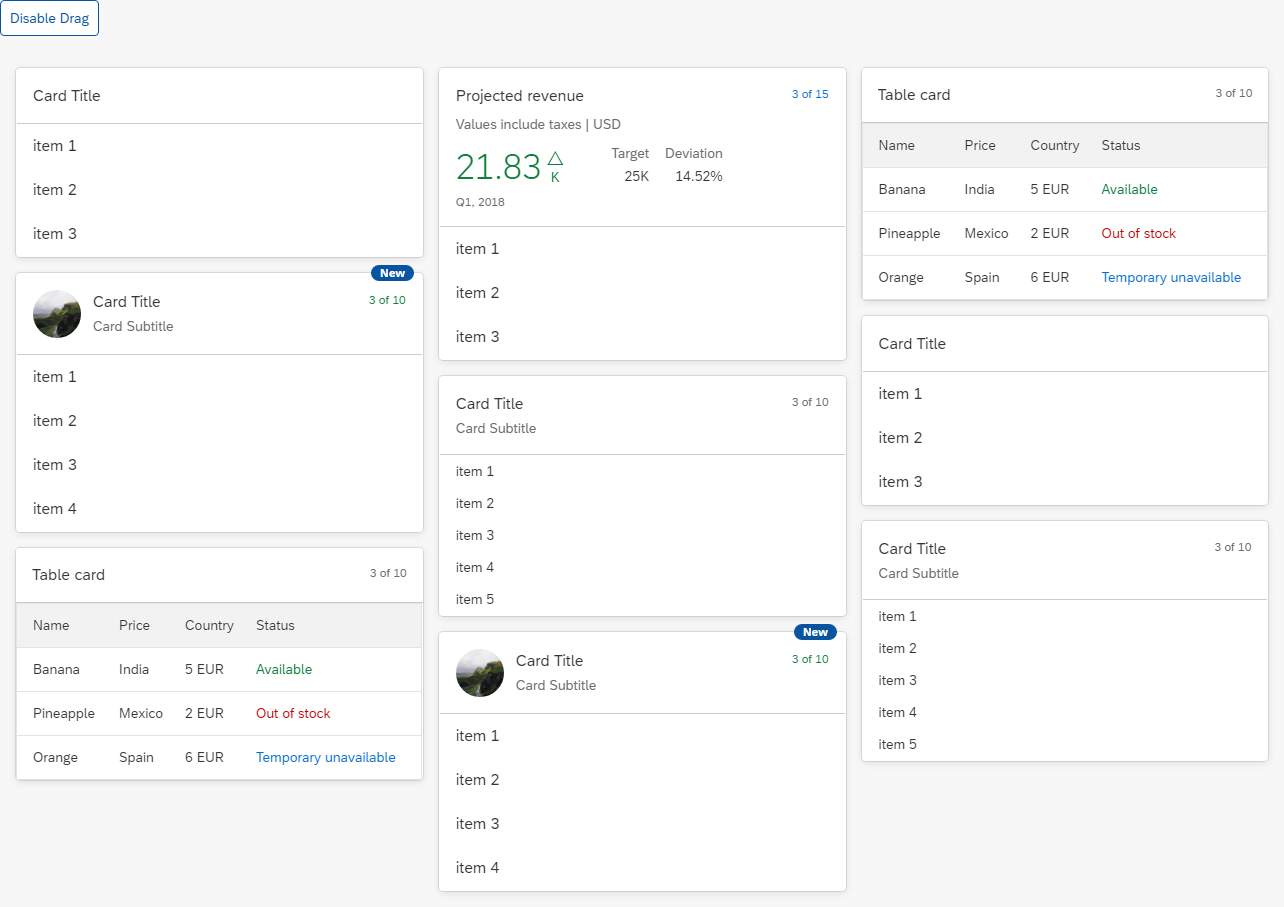 Disable Drag
Card Title
item 1
item 2
item 3
New
Card Title
3 of 10
Card Subtitle
item 1
item 2
item 3
item 4
Table card
3 of 10
Name Price Country Status
Banana India 5 EUR Available
Pineapple Mexico 2 EUR Out of stock
Orange Spain 6 EUR Temporary unavailable
Projected revenue
3 of 15
Values include taxes | USD
21.83 K
Target Deviation
25K 14.52%
Q1, 2018
item 1
item 2
item 3
Card Title
3 of 10
Card Subtitle
item 1
item 2
item 3
item 4
item 5
New
Card Title
3 of 10
Card Subtitle
item 1
item 2
item 3
item 4
Table card
3 of 10
Name Price Country Status
Banana India 5 EUR Available
Pineapple Mexico 2 EUR Out of stock
Orange Spain 6 EUR Temporary unavailable
Card Title
item 1
item 2
item 3
Card Title
3 of 10
Card Subtitle
item 1
item 2
item 3
item 4
item 5